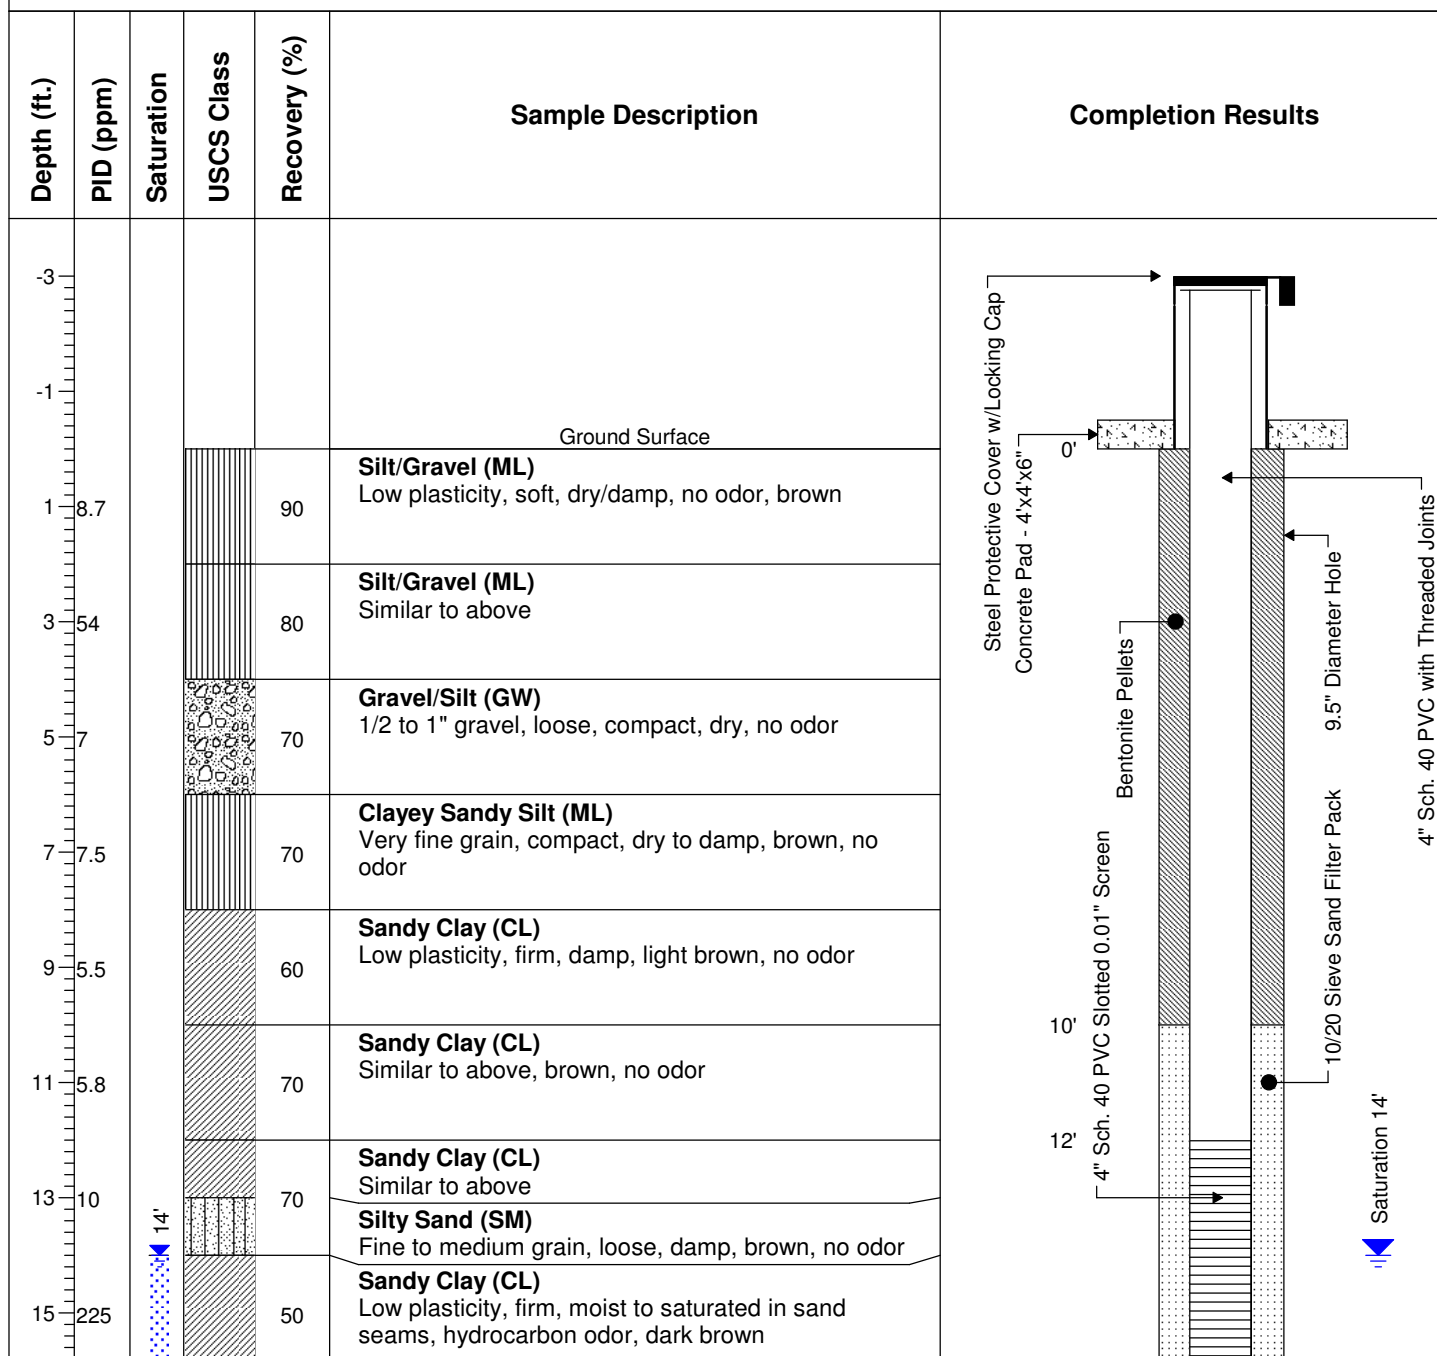 Depth (ft.)
PID (ppm)
Saturation
USCS Class
Recovery (%)
Sample Description
Completion Results
-3
-1
Ground Surface
Silt/Gravel (ML)
Low plasticity, soft, dry/damp, no odor, brown
1
8.7
90
Silt/Gravel (ML)
Similar to above
3
54
80
Gravel/Silt (GW)
1/2 to 1" gravel, loose, compact, dry, no odor
5
7
70
Clayey Sandy Silt (ML)
Very fine grain, compact, dry to damp, brown, no
odor
7
7.5
70
Sandy Clay (CL)
Low plasticity, firm, damp, light brown, no odor
9
5.5
60
Sandy Clay (CL)
Similar to above, brown, no odor
11
5.8
70
Sandy Clay (CL)
Similar to above
13
10
70
Silty Sand (SM)
Fine to medium grain, loose, damp, brown, no odor
14'
Sandy Clay (CL)
Low plasticity, firm, moist to saturated in sand
seams, hydrocarbon odor, dark brown
15
225
50
Steel Protective Cover w/Locking Cap
Concrete Pad - 4'x4'x6"
0'
Bentonite Pellets
9.5" Diameter Hole
4" Sch. 40 PVC with Threaded Joints
4" Sch. 40 PVC Slotted 0.01" Screen
10/20 Sieve Sand Filter Pack
10'
12'
Saturation 14'